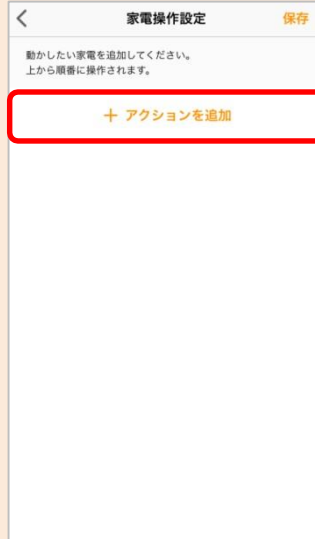 家電操作設定
保存
動かしたい家電を追加してください。
上から順番に操作されます。
＋ アクションを追加